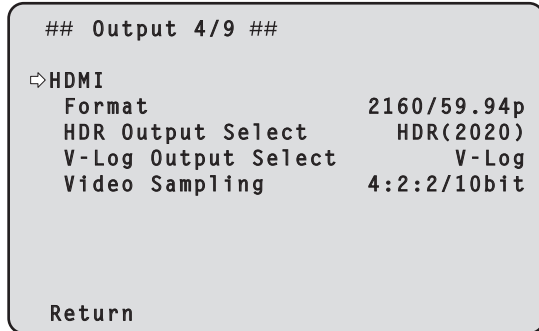 ## Output 4/9 ##
⇨HDMI
Format 2160/59.94p
HDR Output Select HDR(2020)
V-Log Output Select V-Log
Video Sampling 4:2:2/10bit
Return